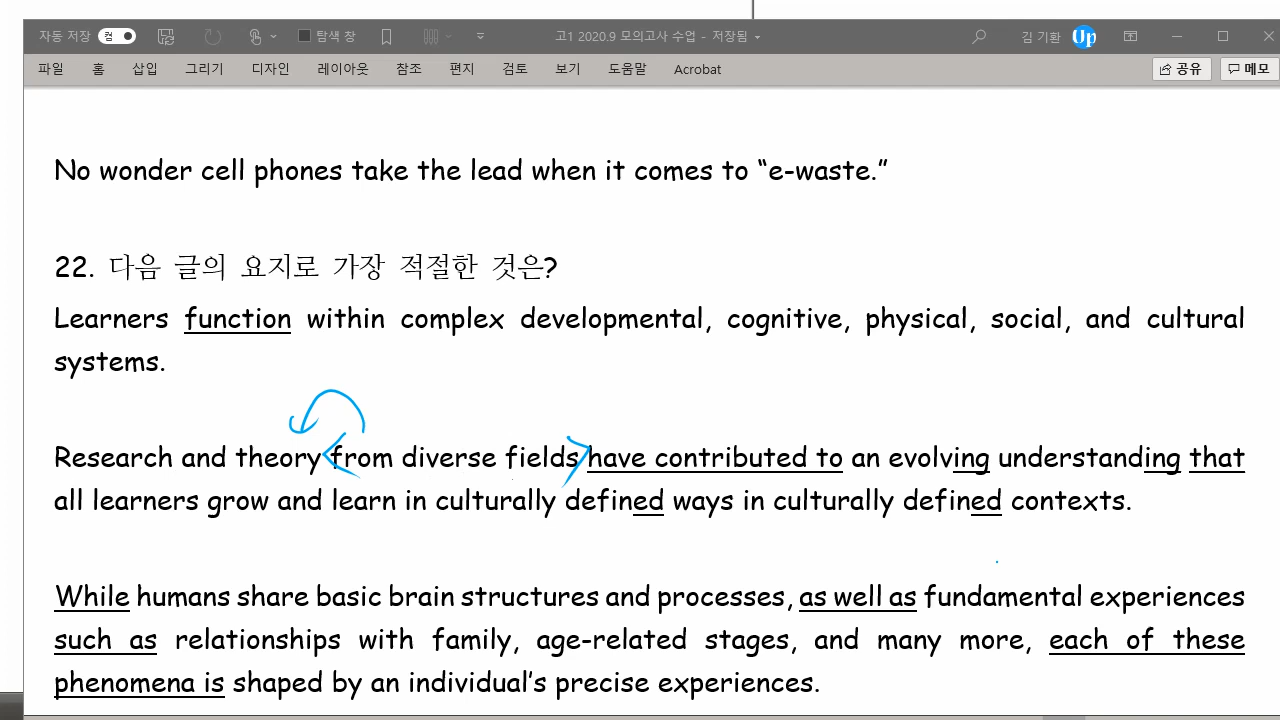 자동 저장 컴 탐색 창 고1 2020.9 모의고사 수업 - 저장됨 김 기환 Up
파일 홈 삽입 그리기 디자인 레이아웃 참조 편지 검토 보기 도움말 Acrobat 공유 메모
No wonder cell phones take the lead when it comes to “e-waste.”
22. 다음 글의 요지로 가장 적절한 것은?
Learners function within complex developmental, cognitive, physical, social, and cultural
systems.
Research and theory from diverse fields have contributed to an evolving understanding that
all learners grow and learn in culturally defined ways in culturally defined contexts.
While humans share basic brain structures and processes, as well as fundamental experiences
such as relationships with family, age-related stages, and many more, each of these
phenomena is shaped by an individual’s precise experiences.